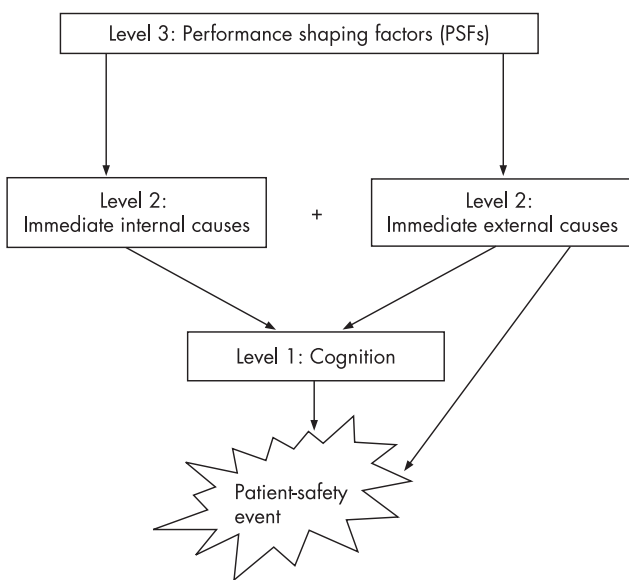 Level 3: Performance shaping factors (PSFs)
Level 2:
Immediate internal causes
+
Level 2:
Immediate external causes
Level 1: Cognition
Patient-safety
event